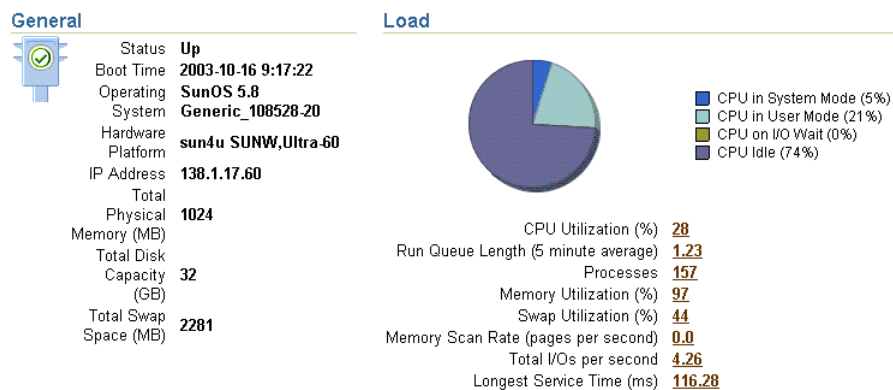 General
Status Up
Boot Time 2003-10-16 9:17:22
Operating SunOS 5.8
System Generic_108528-20
Hardware
Platform sun4u SUNW,Ultra-60
IP Address 138.1.17.60
Total
Physical 1024
Memory (MB)
Total Disk
Capacity 32
(GB)
Total Swap
Space (MB) 2281
Load
CPU in System Mode (5%)
CPU in User Mode (21%)
CPU on I/O Wait (0%)
CPU Idle (74%)
CPU Utilization (%) 28
Run Queue Length (5 minute average) 1.23
Processes 157
Memory Utilization (%) 97
Swap Utilization (%) 44
Memory Scan Rate (pages per second) 0.0
Total I/Os per second 4.26
Longest Service Time (ms) 116.28